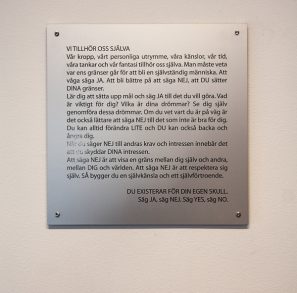 VI TILLHÖR OSS SJÄLVA
Vår kropp, vårt personliga utrymme, våra känslor, vår tid,
våra tankar och vår fantasi tillhör oss själva. Man måste veta
var ens gränser går för att bli en självständig människa. Att
våga säga JA. Att bli bättre på att säga NEJ, att DU sätter
DINA gränser.
Lär dig att sätta upp mål och säg JA till det du vill göra. Vad
är viktigt för dig? Vilka är dina drömmar? Se dig själv
genomföra dessa drömmar. Om du vet vart du är på väg är
det också lättare att säga NEJ till det som inte är bra för dig.
Du kan alltid förändra LITE och DU kan också backa och
ångra dig.
När du säger NEJ till andras krav och intressen innebär det
att du skyddar DINA intressen.
Att säga NEJ är att visa en gräns mellan dig själv och andra,
mellan DIG och världen. Att säga NEJ är att respektera sig
själv. SÅ bygger du en självkänsla och ett självförtroende.
DU EXISTERAR FÖR DIN EGEN SKULL.
Säg JA, säg NEJ. Säg YES, säg NO.